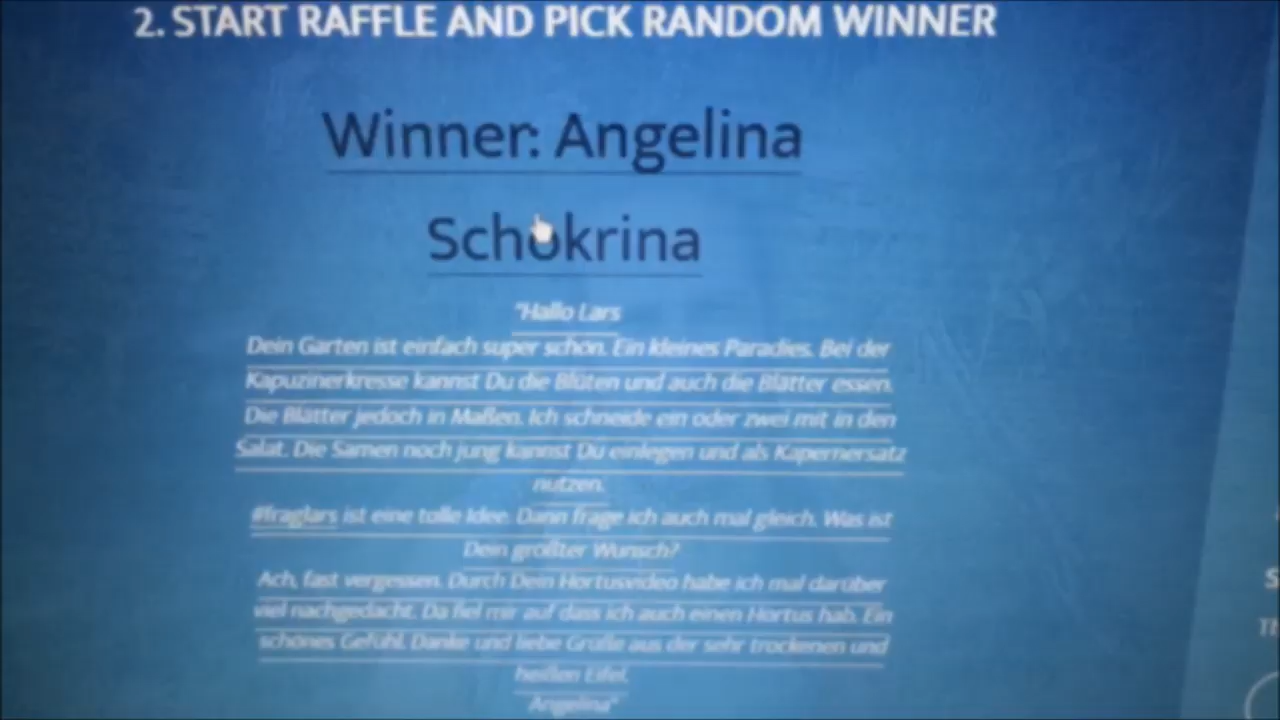 2. START RAFFLE AND PICK RANDOM WINNER
Winner: Angelina
Schokrina
"Hallo Lars
Dein Garten ist einfach super schön. Ein kleines Paradies. Bei der
Kapuzinerkresse kannst Du die Blüten und auch die Blätter essen.
Die Blätter jedoch in Maßen. Ich schneide ein oder zwei mit in den
Salat. Die Samen noch jung kannst Du einlegen und als Kapernersatz
nutzen.
#fraglars ist eine tolle Idee. Dann frage ich auch mal gleich. Was ist
Dein größter Wunsch?
Ach, fast vergessen. Durch Dein Hortusvideo habe ich mal darüber
viel nachgedacht. Da fiel mir auf dass ich auch einen Hortus hab. Ein
schönes Gefühl. Danke und liebe Grüße aus der sehr trockenen und
heißen Eifel.
Angelina"